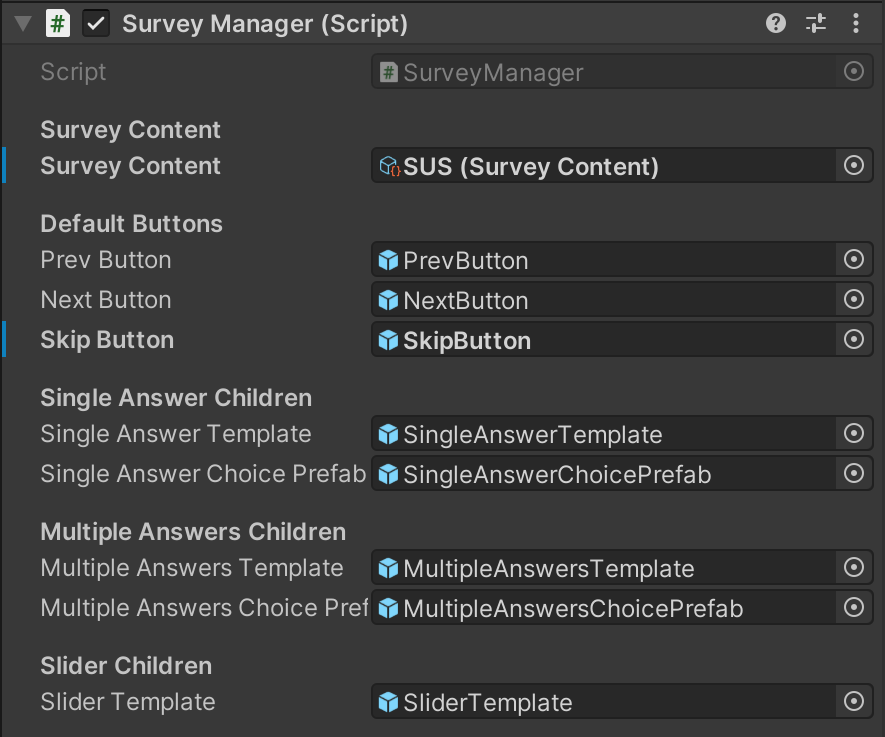 Survey Manager (Script)
Script SurveyManager
Survey Content
Survey Content SUS (Survey Content)
Default Buttons
Prev Button PrevButton
Next Button NextButton
Skip Button SkipButton
Single Answer Children
Single Answer Template SingleAnswerTemplate
Single Answer Choice Prefab SingleAnswerChoicePrefab
Multiple Answers Children
Multiple Answers Template MultipleAnswersTemplate
Multiple Answers Choice Pref MultipleAnswersChoicePrefab
Slider Children
Slider Template SliderTemplate